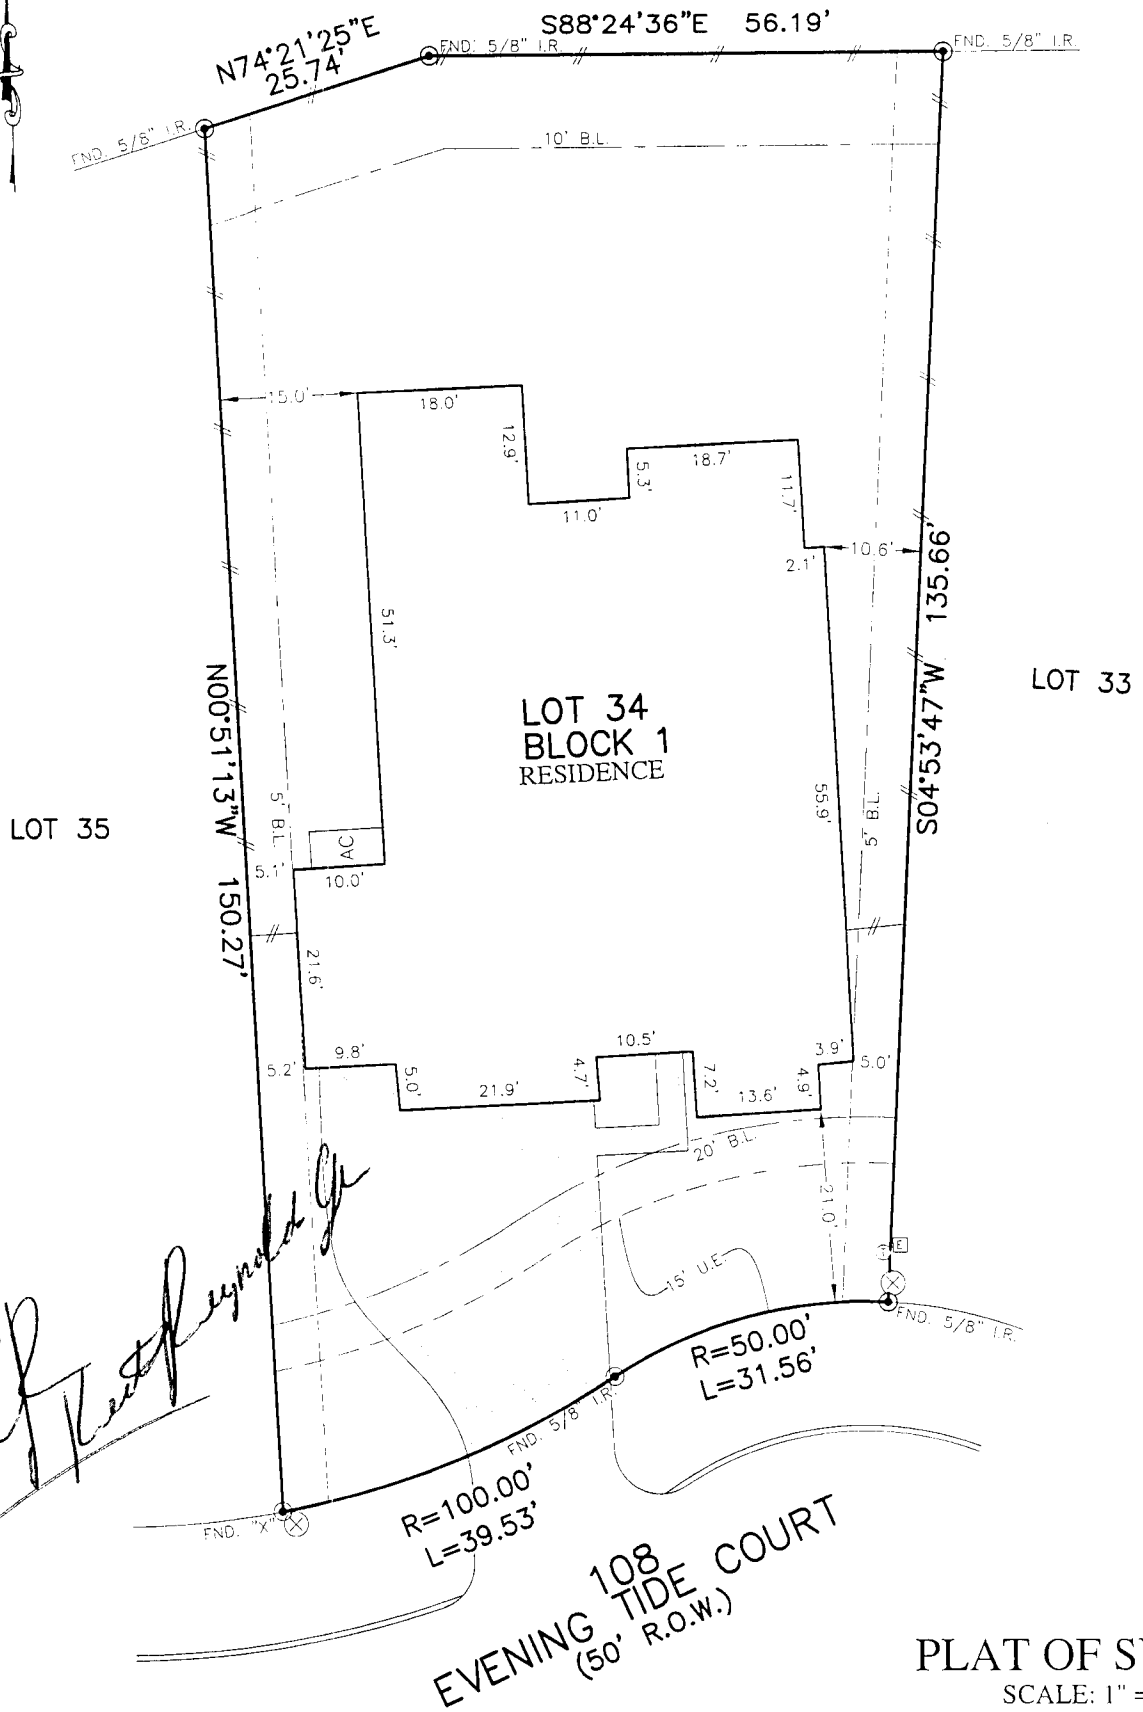 S88°24'36"E 56.19'
N74°21'25"E
25.74'
FND. 5/8" I.R.
FND. 5/8" I.R.
FND. 5/8" I.R.
10' B.L.
15.0'
18.0'
12.9'
11.0'
5.3'
18.7'
11.7'
2.1'
10.6'
S04°53'47"W 135.66'
51.3'
LOT 33
LOT 34
BLOCK 1
RESIDENCE
N00°51'13"W 150.27'
5' B.L.
55.9'
5' B.L.
LOT 35
AC
5.1'
10.0'
21.6'
5.2'
9.8'
5.0'
21.9'
4.7'
10.5'
7.2'
13.6'
4.9'
3.9'
5.0'
20' B.L.
21.0'
15' U.E.
E
FND. 5/8" I.R.
R=50.00'
L=31.56'
FND. 5/8" I.R.
R=100.00'
L=39.53'
FND. "X"
108
EVENING TIDE COURT
(50' R.O.W.)
PLAT OF
SCALE: 1" =